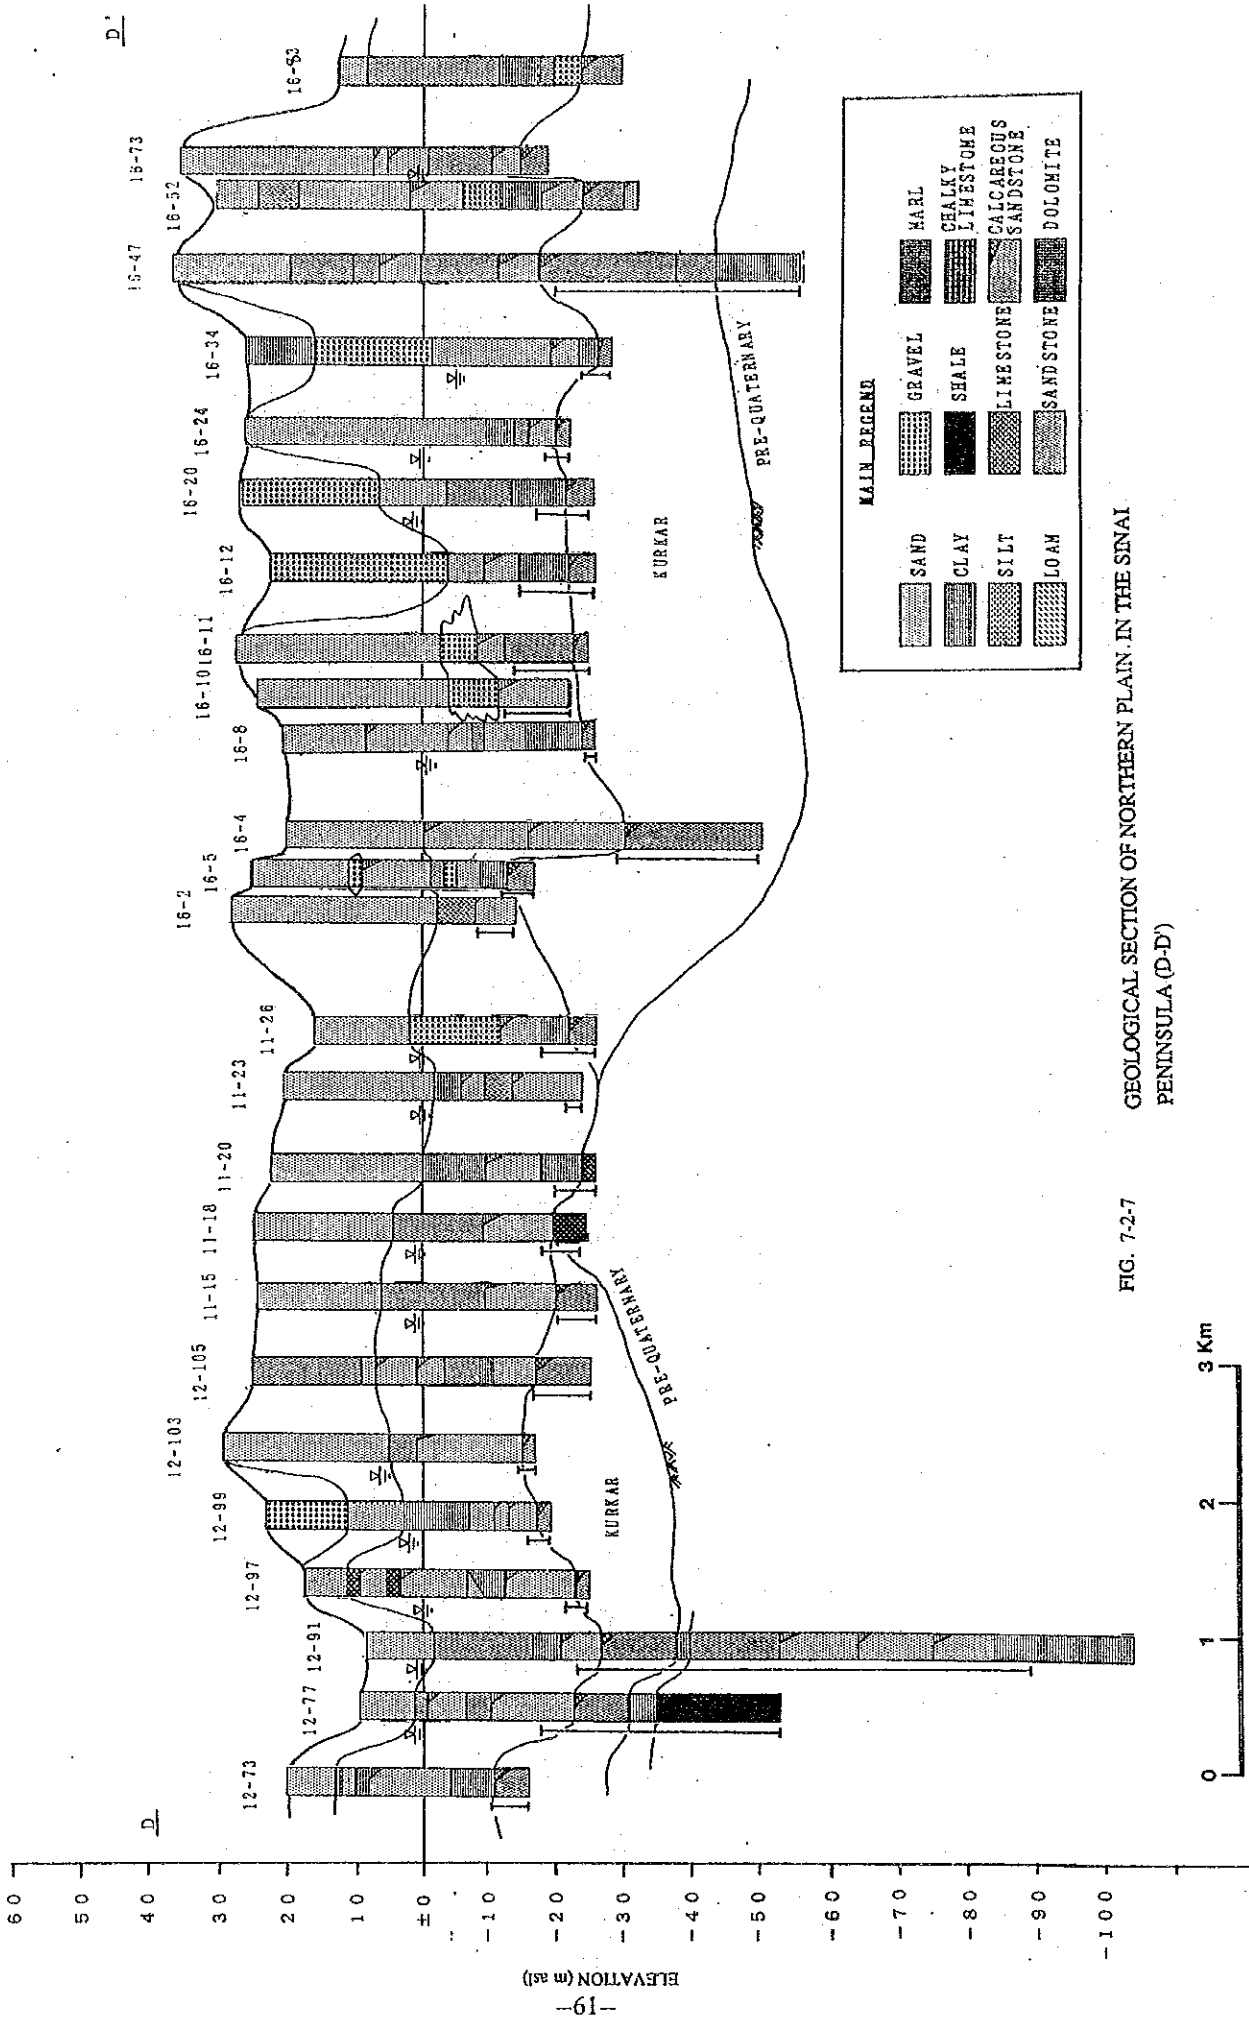 D
D'
12-73
12-77
12-91
12-97
12-99
12-103
12-105
11-15
11-18
11-20
11-23
11-26
16-2
16-5
16-4
16-8
16-10
16-11
16-12
16-20
16-24
16-34
16-47
16-52
16-73
16-83
60
50
40
30
20
10
±0
-10
-20
-30
-40
-50
-60
-70
-80
-90
-100
ELEVATION (m asl)
KURKAR
PRE-QUATERNARY
KURKAR
PRE-QUATERNARY
MAIN REGEND
SAND
GRAVEL
MARL
CLAY
SHALE
CHALKY LIMESTONE
SILT
LIMESTONE
CALCAREOUS SANDSTONE
LOAM
SANDSTONE
DOLOMITE
0
1
2
3 Km
FIG. 7-2-7
GEOLOGICAL SECTION OF NORTHERN PLAIN. IN THE SINAI
PENINSULA (D-D')
--19--